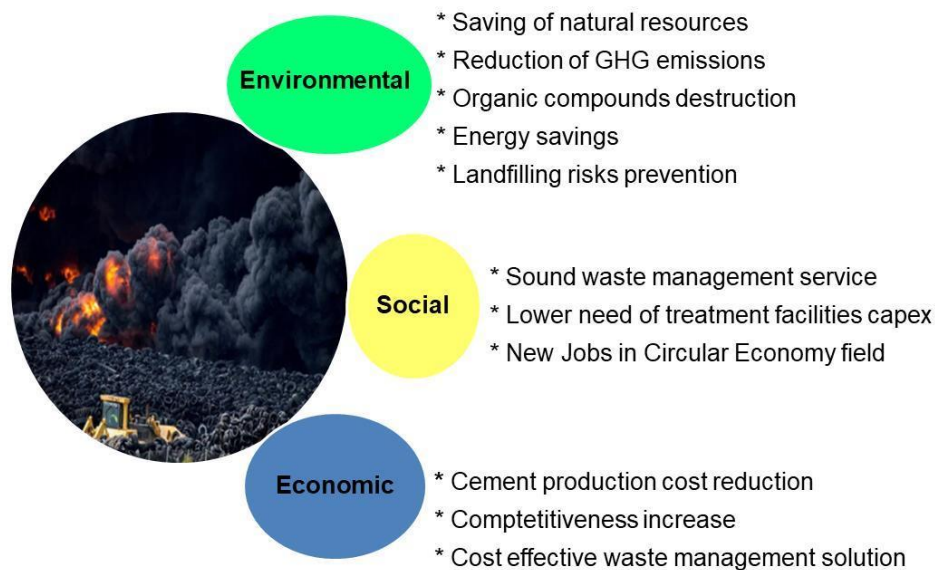 Environmental
* Saving of natural resources
* Reduction of GHG emissions
* Organic compounds destruction
* Energy savings
* Landfilling risks prevention
Social
* Sound waste management service
* Lower need of treatment facilities capex
* New Jobs in Circular Economy field
Economic
* Cement production cost reduction
* Comptetitiveness increase
* Cost effective waste management solution